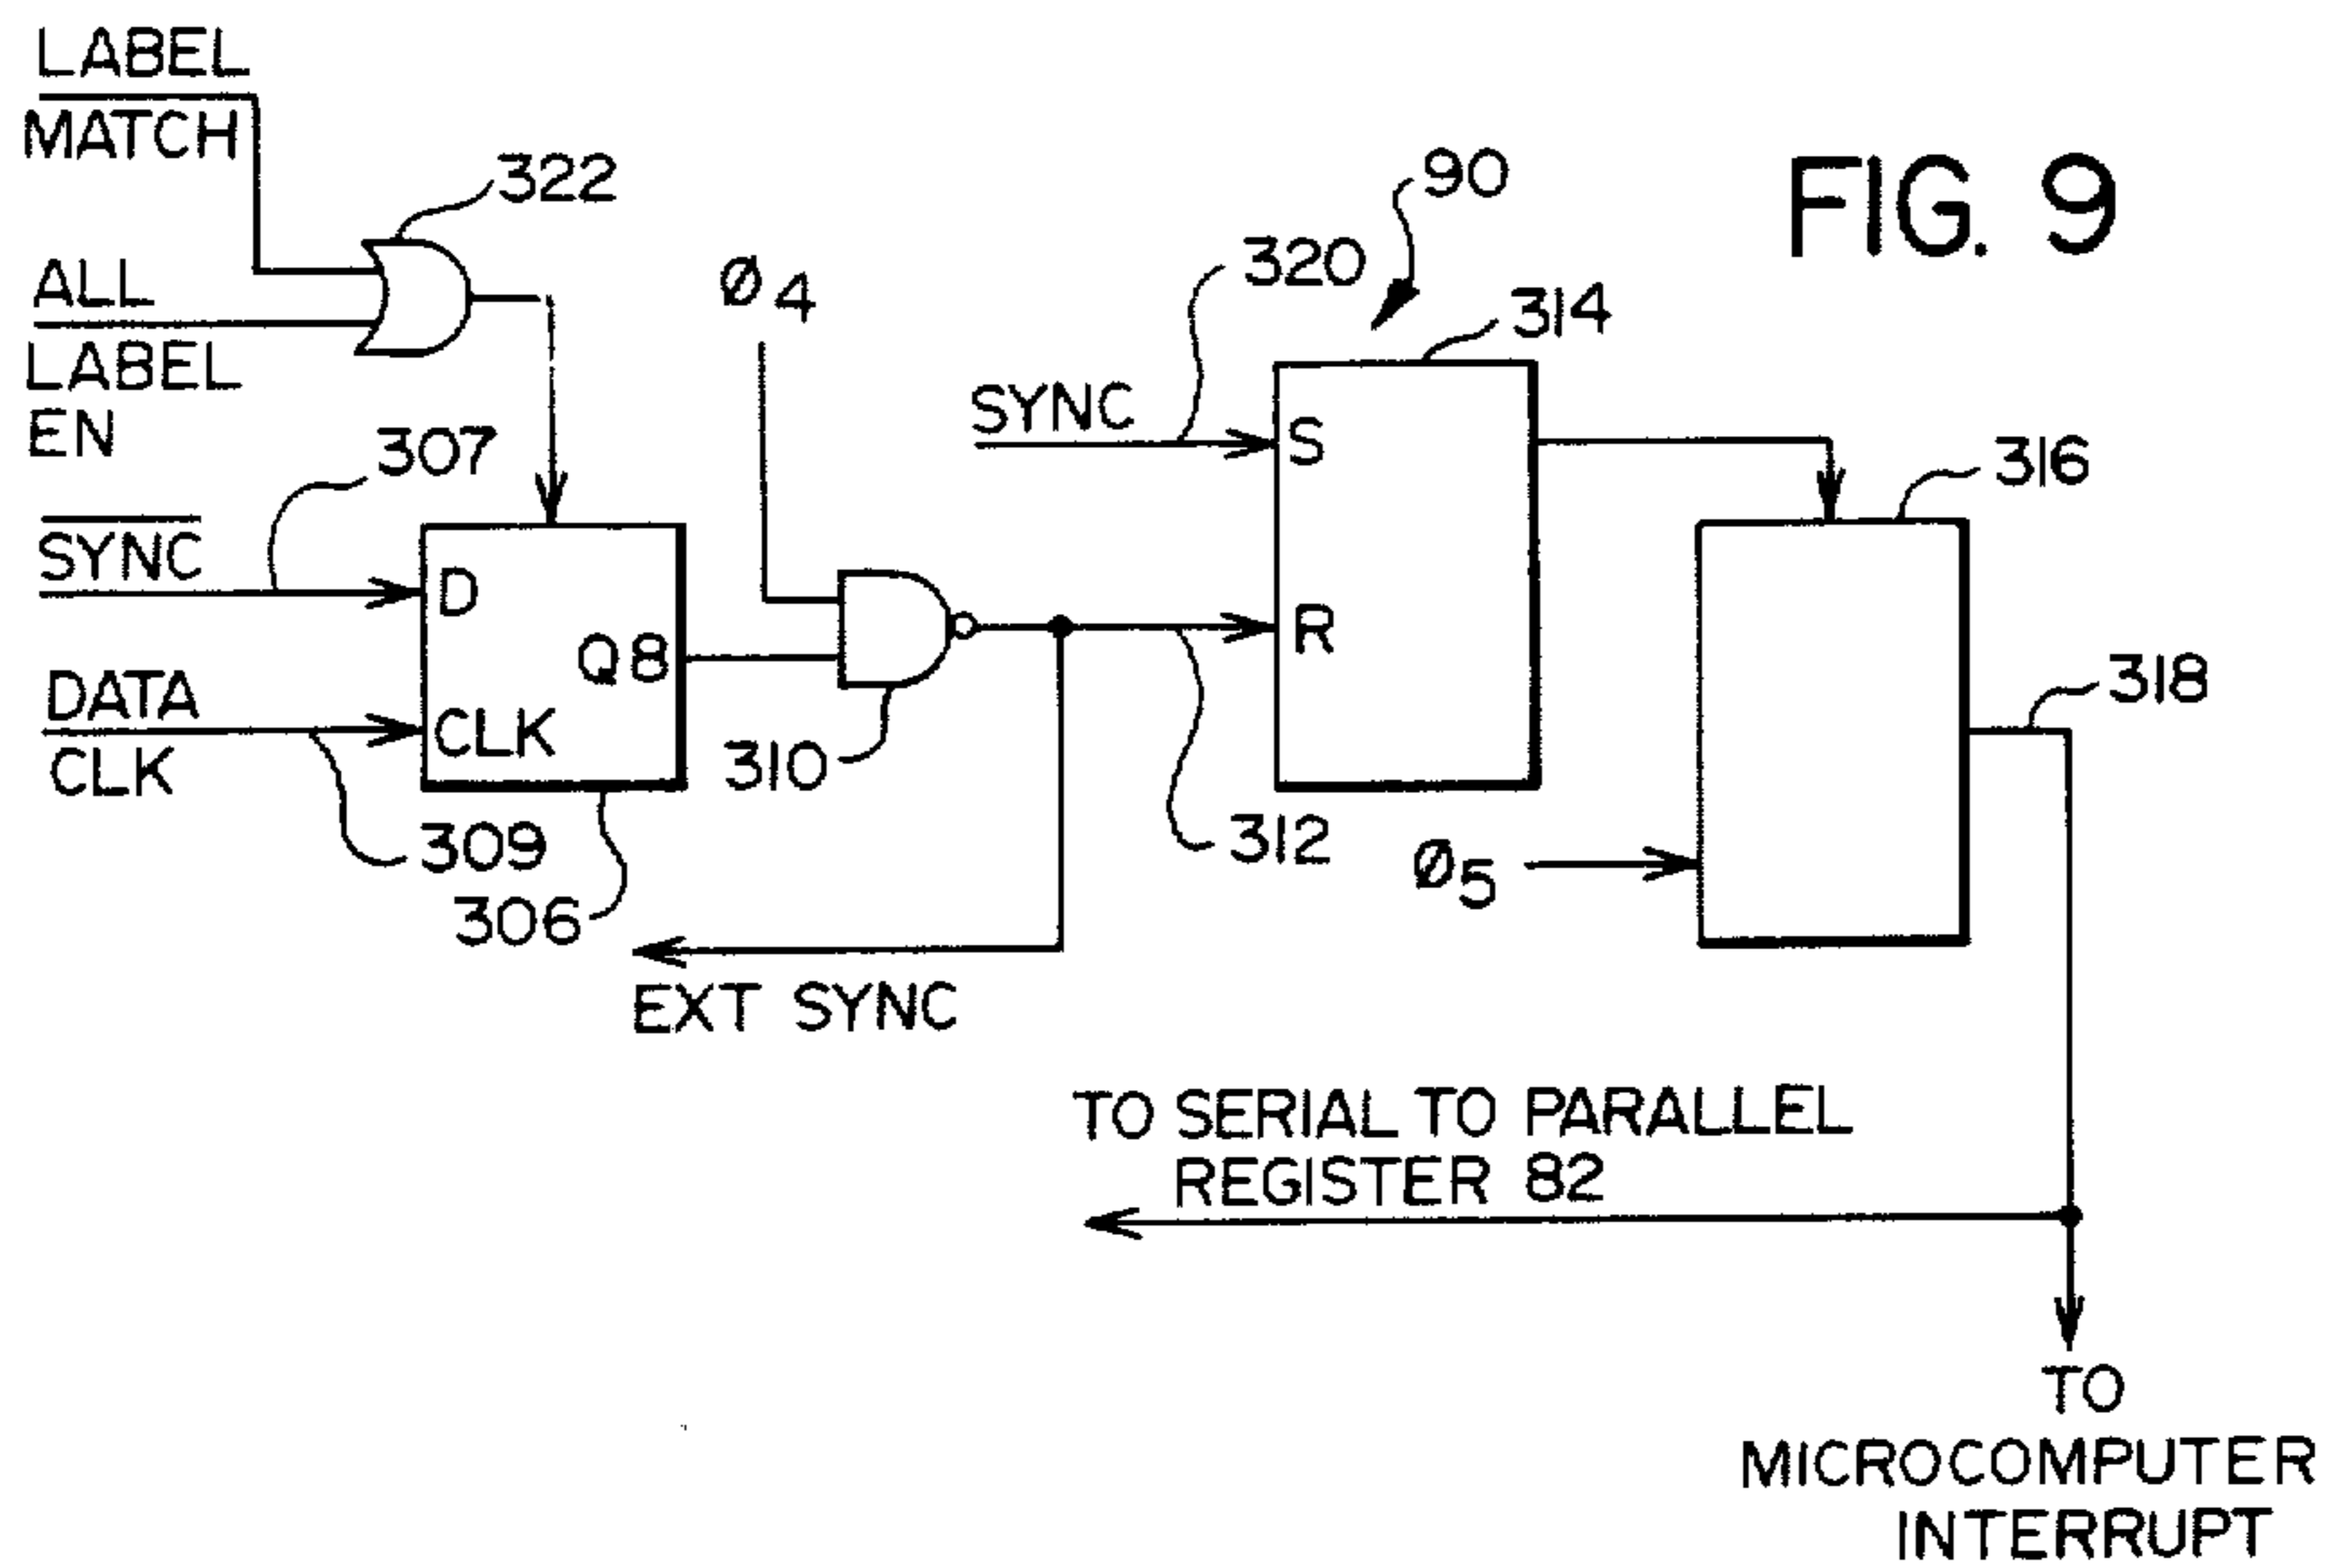 LABEL
MATCH
322
ALL
LABEL
EN
307
SYNC
D
Q8
DATA
CLK
CLK
309
306
Ø4
310
EXT SYNC
SYNC
320
90
FIG. 9
314
S
R
312
316
Ø5
318
TO SERIAL TO PARALLEL
REGISTER 82
TO
MICROCOMPUTER
INTERRUPT